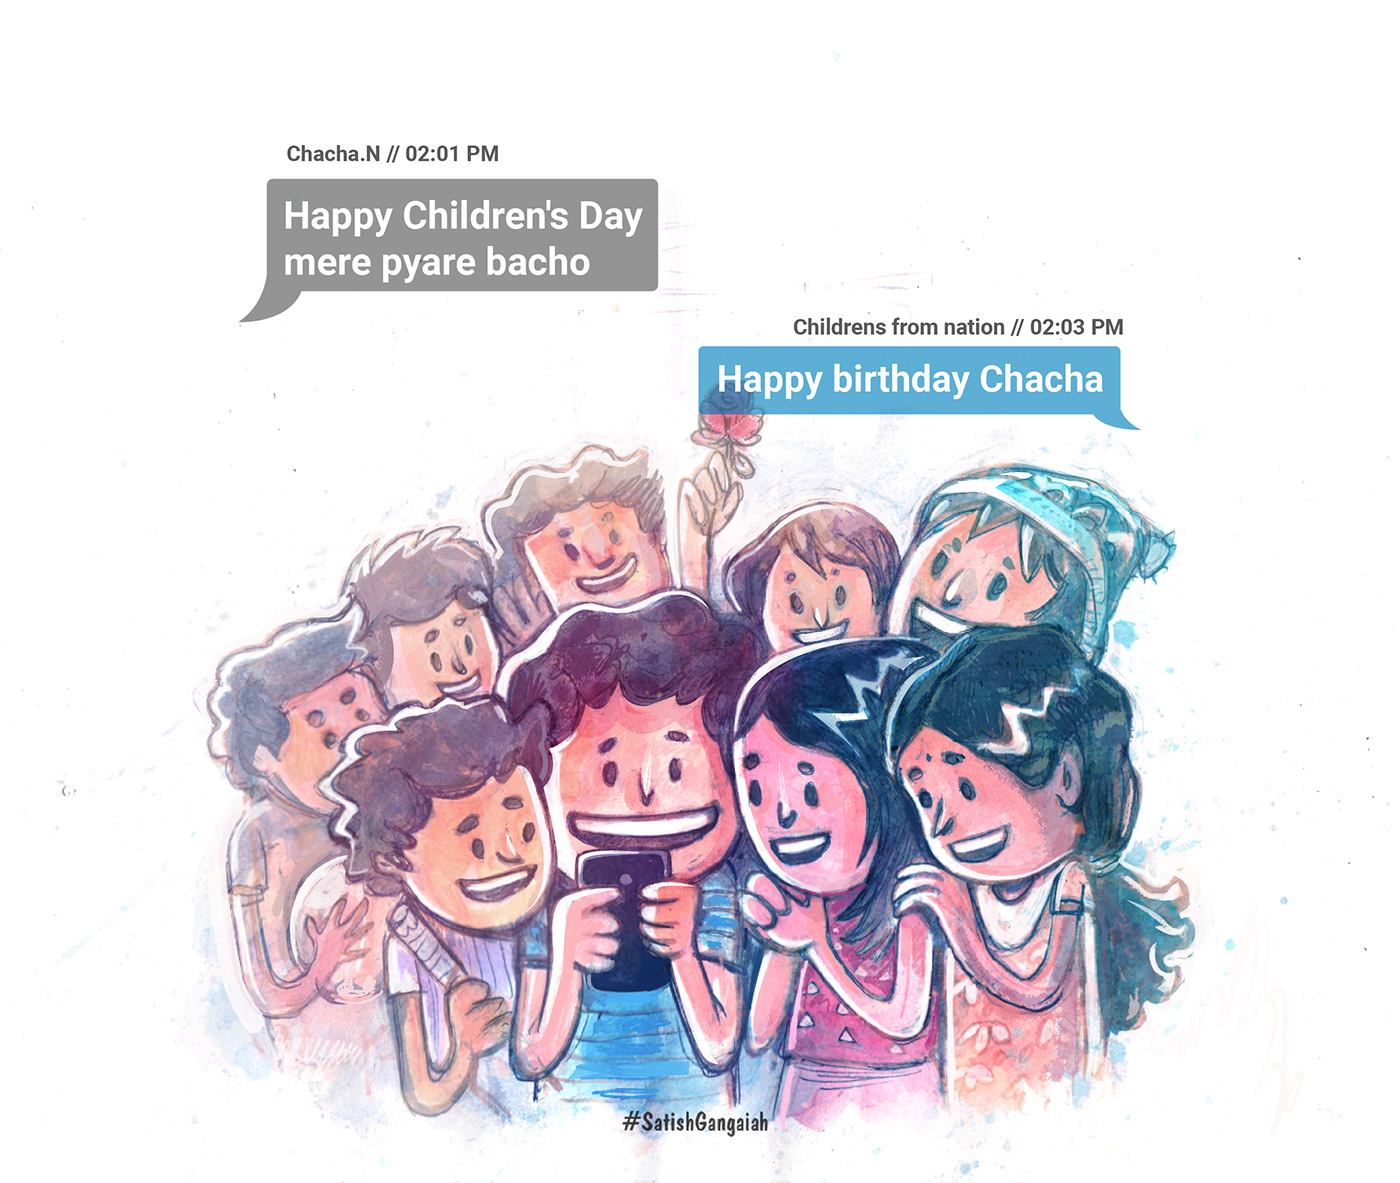 Chacha.N // 02:01 PM
Happy Children's Day
mere pyare bacho
Childrens from nation // 02:03 PM
Happy birthday Chacha
#SatishGangaiah